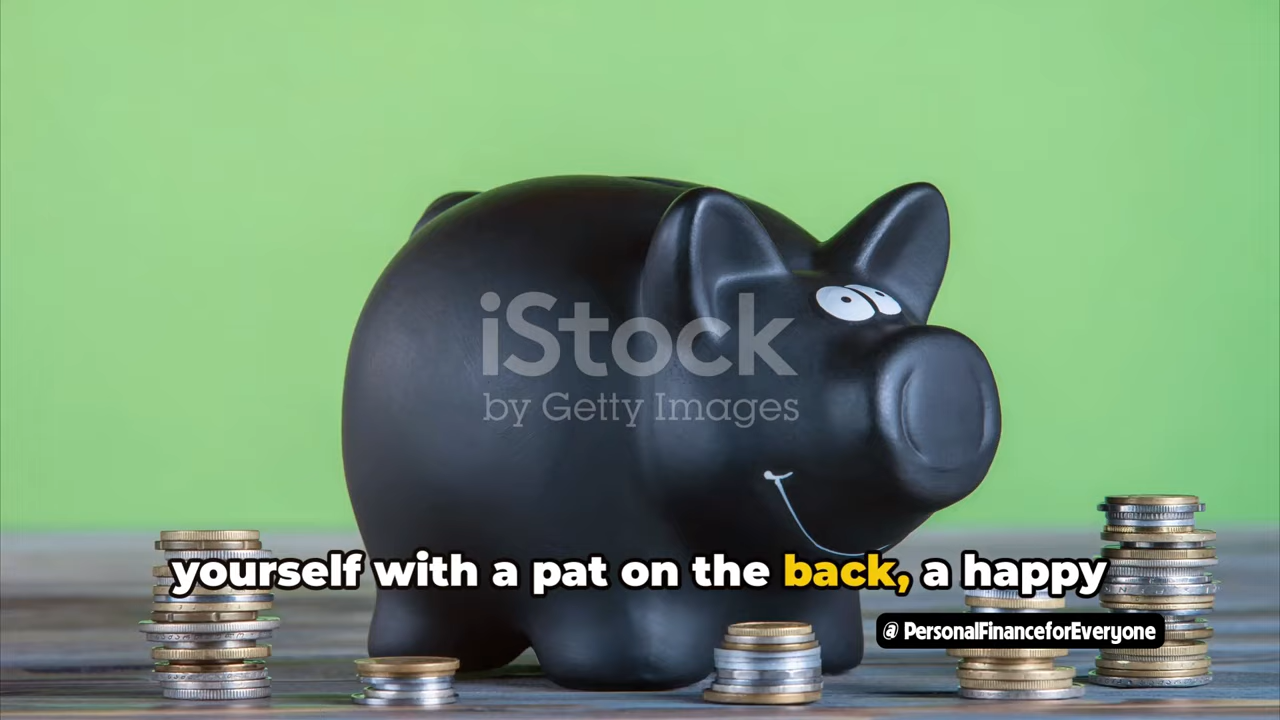 iStock
by Getty Images
yourself with a pat on the back, a happy
@ PersonalFinanceforEveryone